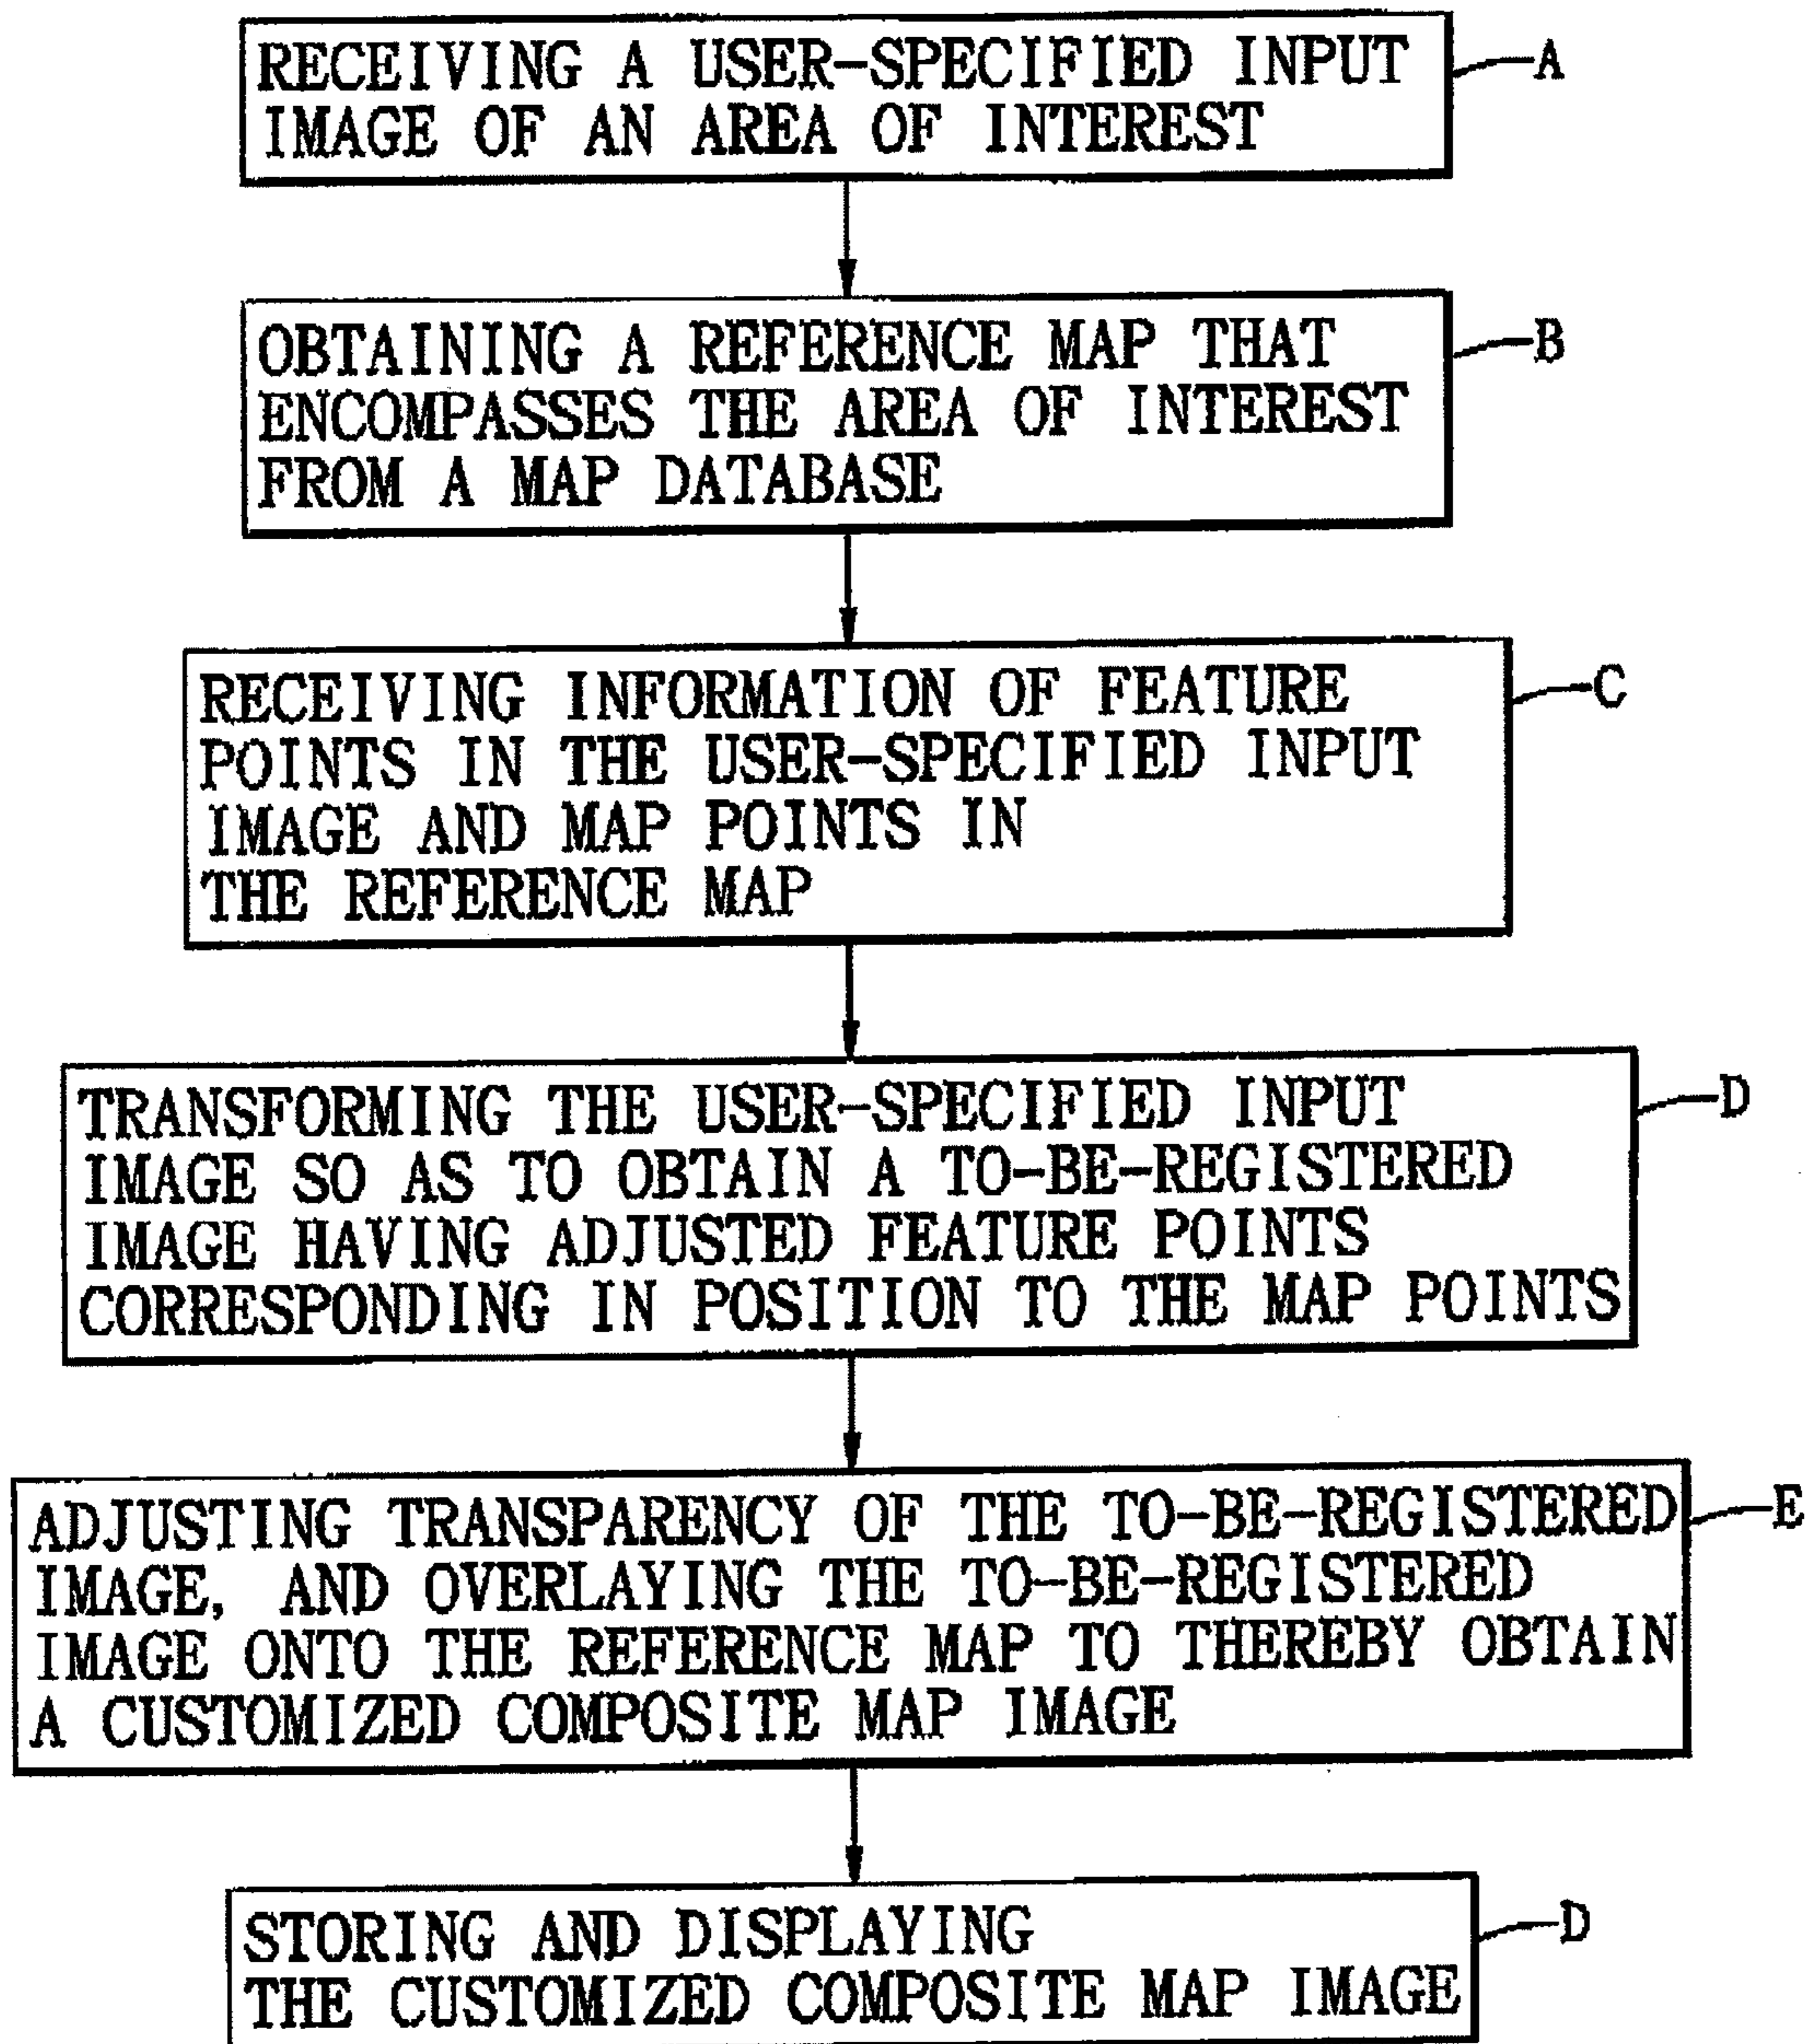 RECEIVING A USER-SPECIFIED INPUT
IMAGE OF AN AREA OF INTEREST
A
OBTAINING A REFERENCE MAP THAT
ENCOMPASSES THE AREA OF INTEREST
FROM A MAP DATABASE
B
RECEIVING INFORMATION OF FEATURE
POINTS IN THE USER-SPECIFIED INPUT
IMAGE AND MAP POINTS IN
THE REFERENCE MAP
C
TRANSFORMING THE USER-SPECIFIED INPUT
IMAGE SO AS TO OBTAIN A TO-BE-REGISTERED
IMAGE HAVING ADJUSTED FEATURE POINTS
CORRESPONDING IN POSITION TO THE MAP POINTS
D
ADJUSTING TRANSPARENCY OF THE TO-BE-REGISTERED
IMAGE, AND OVERLAYING THE TO-BE-REGISTERED
IMAGE ONTO THE REFERENCE MAP TO THEREBY OBTAIN
A CUSTOMIZED COMPOSITE MAP IMAGE
E
STORING AND DISPLAYING
THE CUSTOMIZED COMPOSITE MAP IMAGE
D